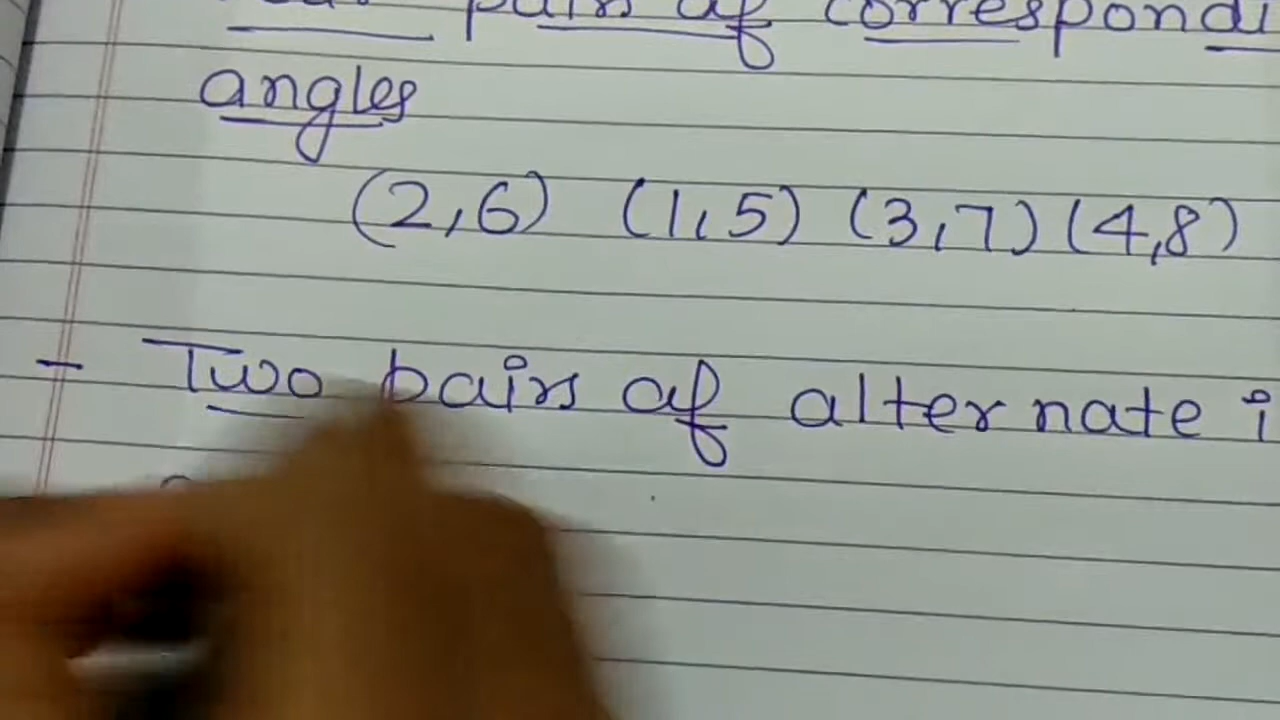 pairs of correspondi
angles
(2,6) (1,5) (3,7) (4,8)
- Two pairs of alternate i